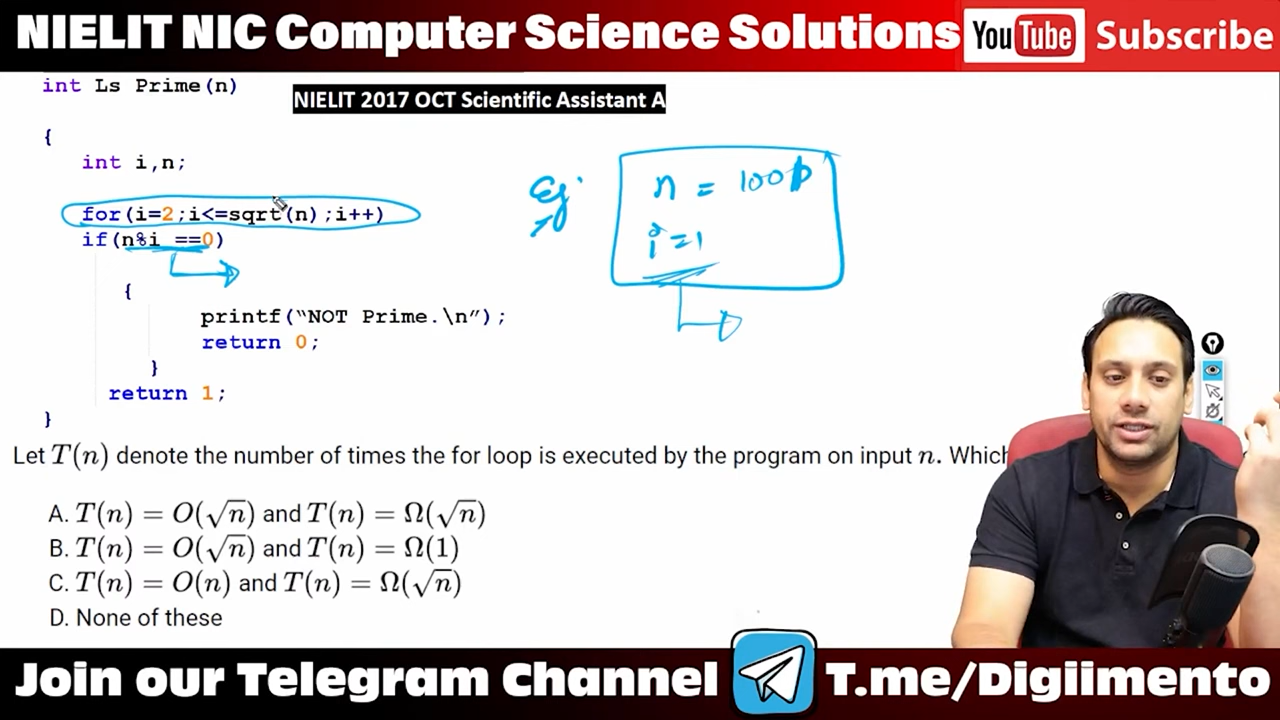 NIELIT NIC Computer Science Solutions
YouTube Subscribe
int Ls Prime(n)
NIELIT 2017 OCT Scientific Assistant A
{
int i,n;
for(i=2;i<=sqrt(n);i++)
if(n%i ==0)
{
printf(“NOT Prime.\n”);
return 0;
}
return 1;
}
Eg:
n = 100
i=1
Let T(n) denote the number of times the for loop is executed by the program on input n. Which
A. T(n) = O(√n) and T(n) = Ω(√n)
B. T(n) = O(√n) and T(n) = Ω(1)
C. T(n) = O(n) and T(n) = Ω(√n)
D. None of these
Join our Telegram Channel T.me/Digiimento